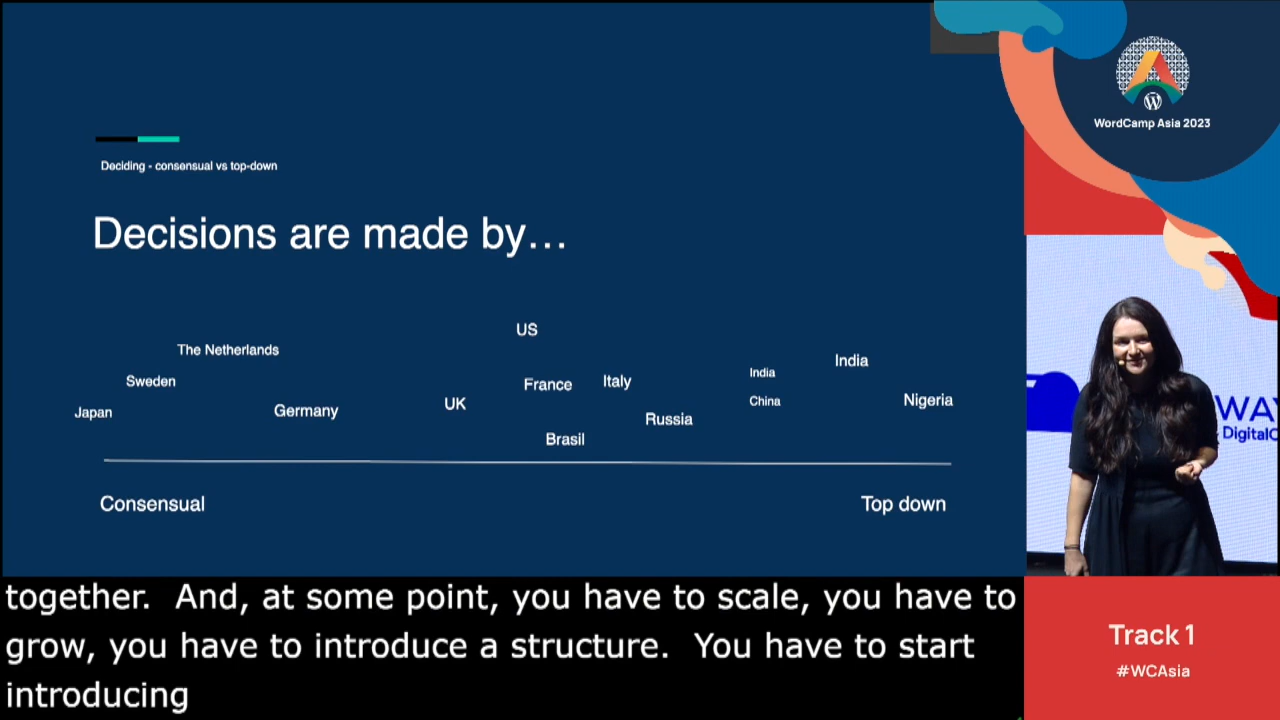 WordCamp Asia 2023
Deciding - consensual vs top-down
Decisions are made by…
US
The Netherlands
India
India
Sweden
France
Italy
China
Nigeria
Japan
Germany
UK
Russia
Brasil
Consensual
Top down
WAY
DigitalO
together. And, at some point, you have to scale, you have to
grow, you have to introduce a structure. You have to start
introducing
Track 1
#WCAsia